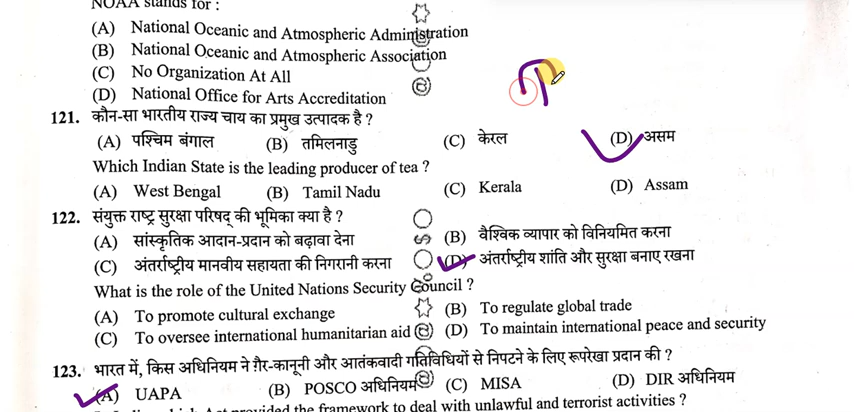 NOAA stands for :
(A) National Oceanic and Atmospheric Administration
(B) National Oceanic and Atmospheric Association
(C) No Organization At All
(D) National Office for Arts Accreditation
121. कौन-सा भारतीय राज्य चाय का प्रमुख उत्पादक है ?
(A) पश्चिम बंगाल (B) तमिलनाडु (C) केरल (D) असम
Which Indian State is the leading producer of tea ?
(A) West Bengal (B) Tamil Nadu (C) Kerala (D) Assam
122. संयुक्त राष्ट्र सुरक्षा परिषद् की भूमिका क्या है ?
(A) सांस्कृतिक आदान-प्रदान को बढ़ावा देना (B) वैश्विक व्यापार को विनियमित करना
(C) अंतर्राष्ट्रीय मानवीय सहायता की निगरानी करना (D) अंतर्राष्ट्रीय शांति और सुरक्षा बनाए रखना
What is the role of the United Nations Security Council ?
(A) To promote cultural exchange (B) To regulate global trade
(C) To oversee international humanitarian aid (D) To maintain international peace and security
123. भारत में, किस अधिनियम ने ग़ैर-कानूनी और आतंकवादी गतिविधियों से निपटने के लिए रूपरेखा प्रदान की ?
(A) UAPA (B) POSCO अधिनियम (C) MISA (D) DIR अधिनियम
which Act provided the framework to deal with unlawful and terrorist activities ?